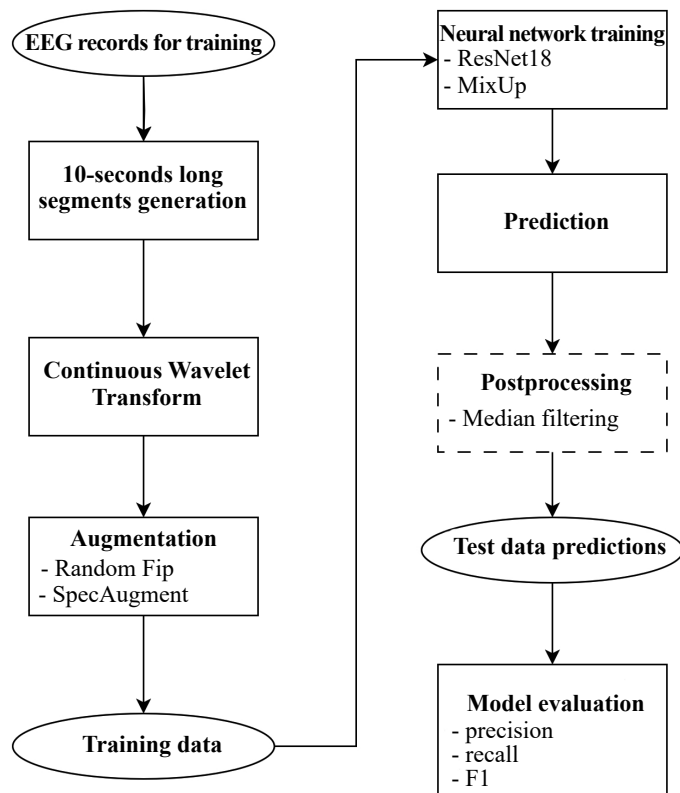 EEG records for training
10-seconds long
segments generation
Continuous Wavelet
Transform
Augmentation
- Random Fip
- SpecAugment
Training data
Neural network training
- ResNet18
- MixUp
Prediction
Postprocessing
- Median filtering
Test data predictions
Model evaluation
- precision
- recall
- F1